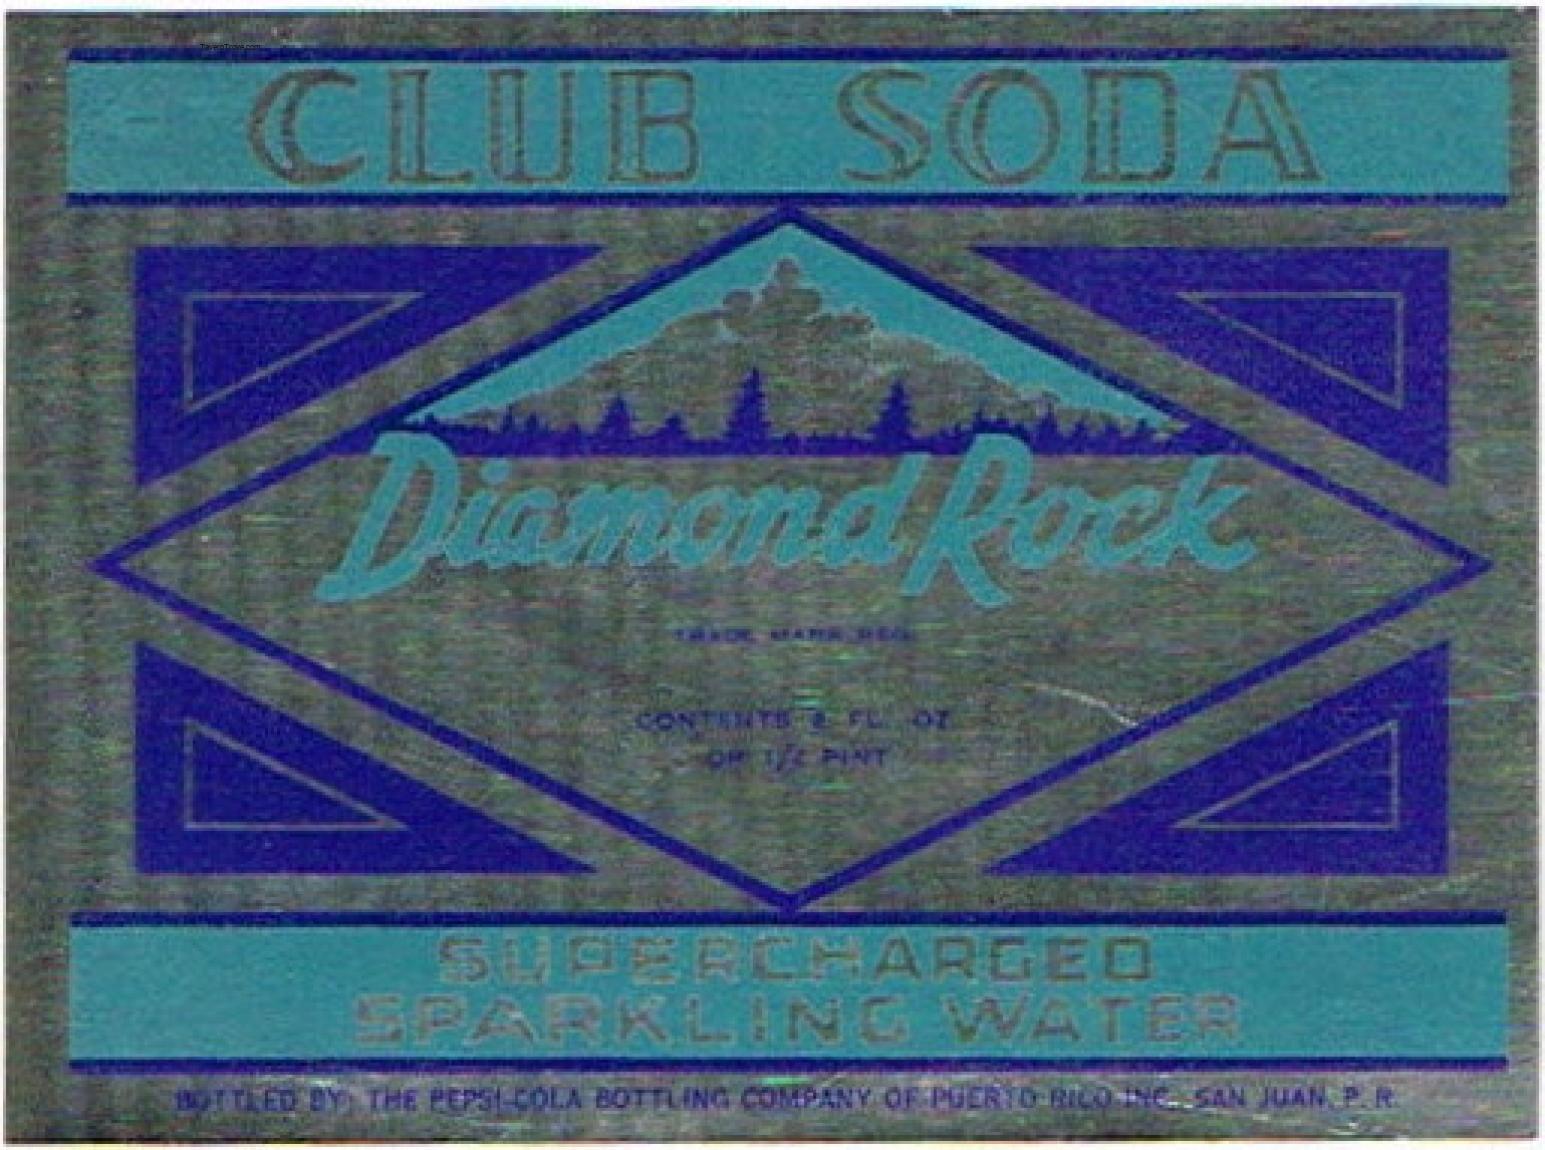 CLUB SODA
Diamond Rock
TRADE MARK REG.
CONTENTS 8 FL. OZ
OR 1/2 PINT
SUPERCHARGED
SPARKLING WATER
BOTTLED BY: THE PEPSI-COLA BOTTLING COMPANY OF PUERTO RICO INC. SAN JUAN, P. R.